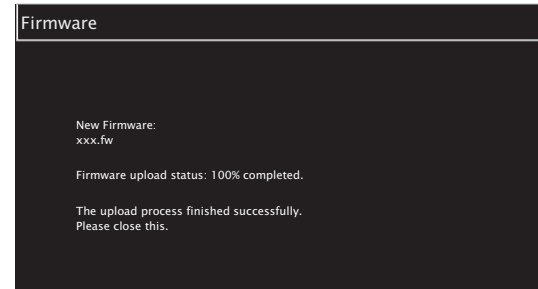 Firmware
New Firmware:
xxx.fw
Firmware upload status: 100% completed.
The upload process finished successfully.
Please close this.